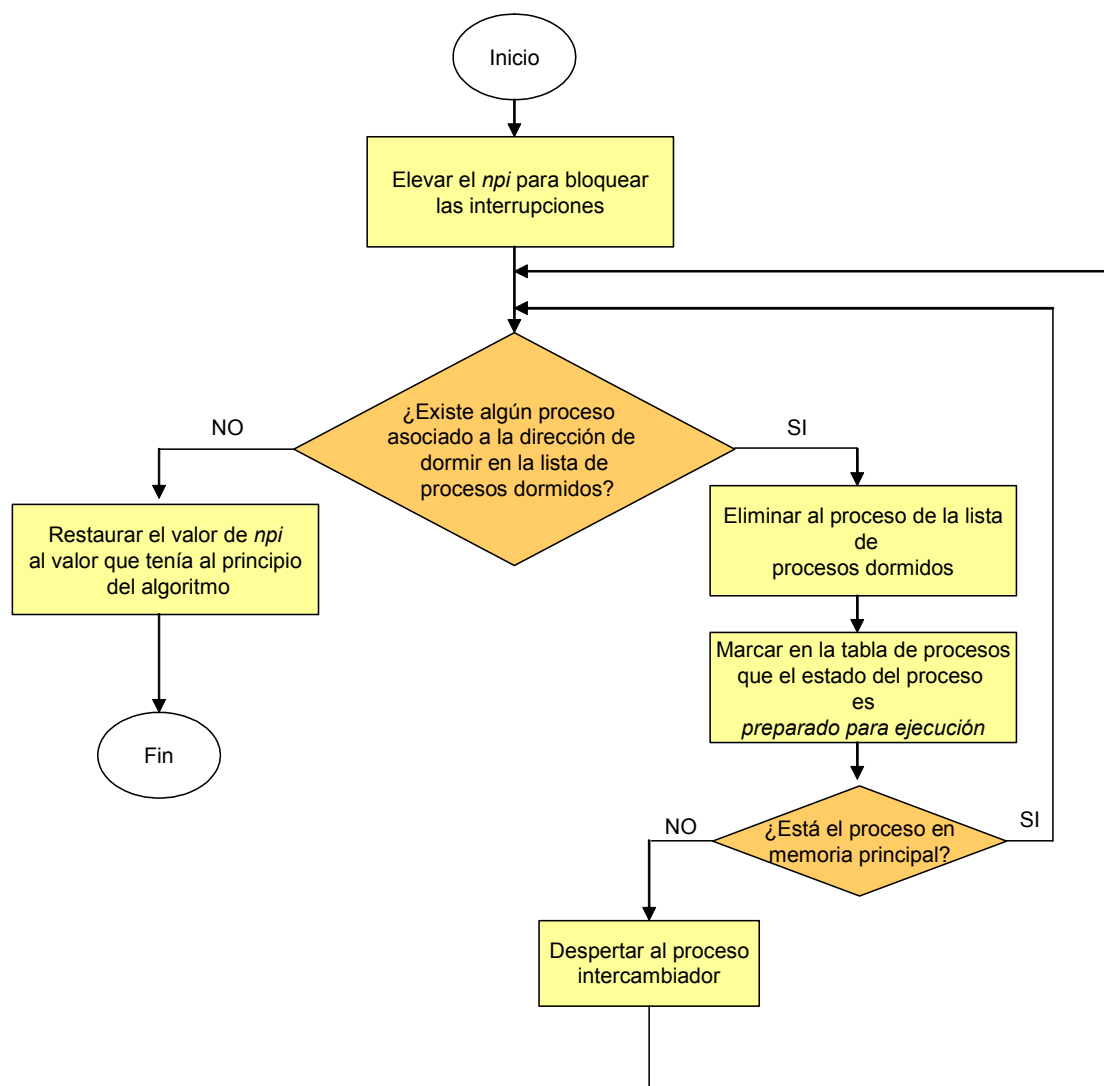 Inicio
Elevar el npi para bloquear
las interrupciones
¿Existe algún proceso
asociado a la dirección de
dormir en la lista de
procesos dormidos?
NO
SI
Restaurar el valor de npi
al valor que tenía al principio
del algoritmo
Fin
Eliminar al proceso de la lista
de
procesos dormidos
Marcar en la tabla de procesos
que el estado del proceso
es
preparado para ejecución
¿Está el proceso en
memoria principal?
NO
SI
Despertar al proceso
intercambiador